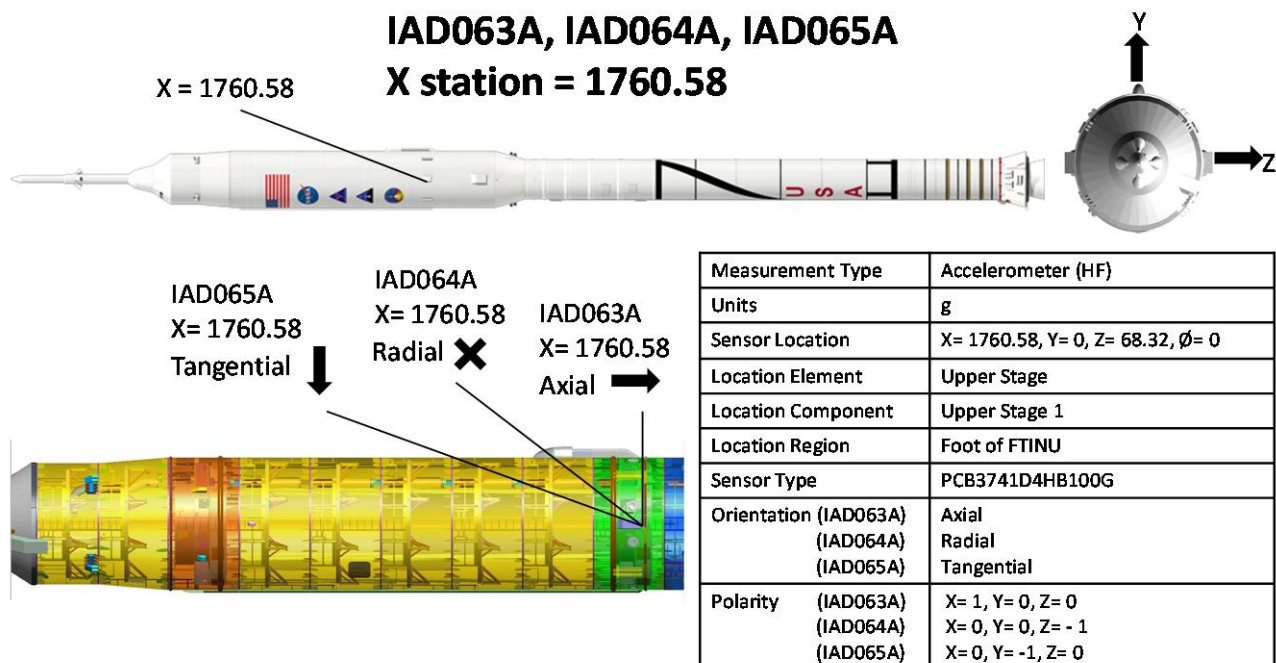 IAD063A, IAD064A, IAD065A
X station = 1760.58
X = 1760.58
Y
Z
USA
IAD065A
X= 1760.58
Tangential
IAD064A
X= 1760.58
Radial
IAD063A
X= 1760.58
Axial
Measurement Type Accelerometer (HF)
Units g
Sensor Location X= 1760.58, Y= 0, Z= 68.32, Ø= 0
Location Element Upper Stage
Location Component Upper Stage 1
Location Region Foot of FTINU
Sensor Type PCB3741D4HB100G
Orientation (IAD063A) Axial
(IAD064A) Radial
(IAD065A) Tangential
Polarity (IAD063A) X= 1, Y= 0, Z= 0
(IAD064A) X= 0, Y= 0, Z= - 1
(IAD065A) X= 0, Y= -1, Z= 0